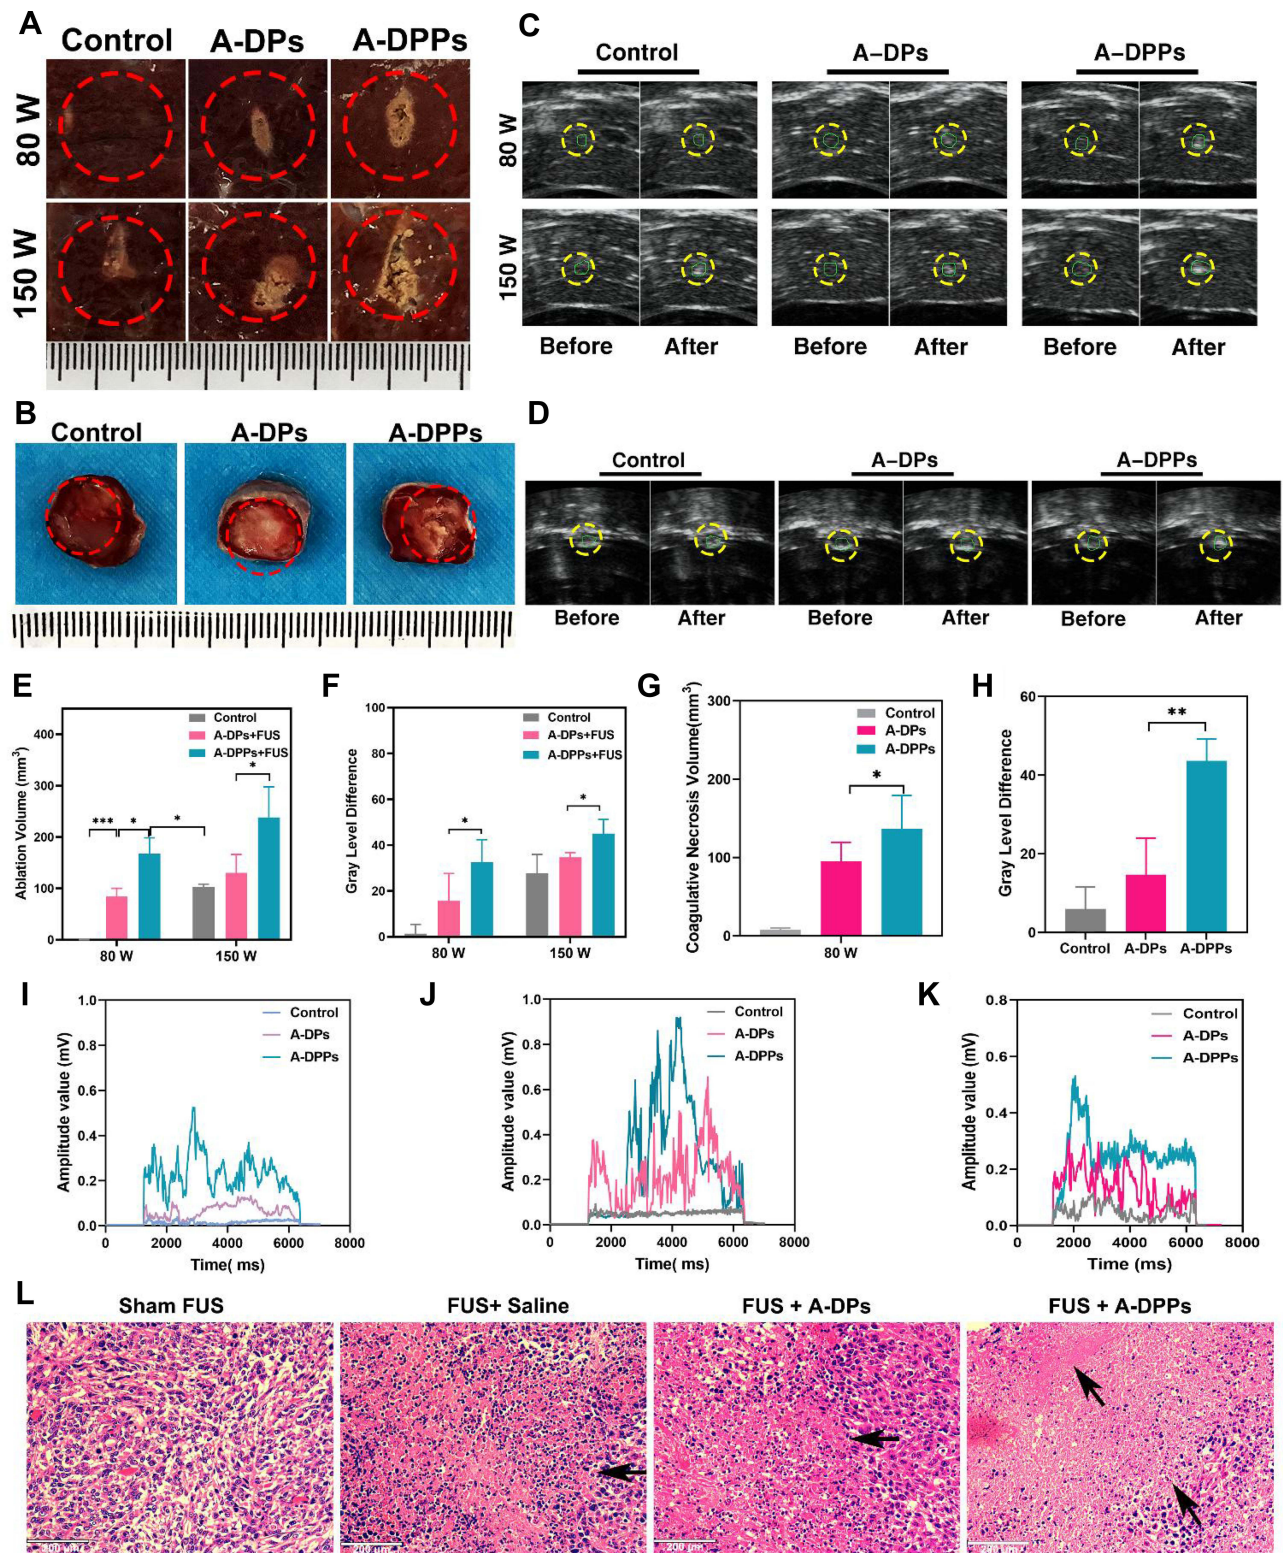 A
Control A-DPs A-DPPs
80 W
150 W
C
Control A–DPs A–DPPs
80 W
150 W
Before After Before After Before After
B
Control A-DPs A-DPPs
D
Control A–DPs A–DPPs
Before After Before After Before After
E
Ablation Volume (mm³)
400
300
200
100
0
Control
A-DPs+FUS
A-DPPs+FUS
*** * * *
80 W 150 W
F
Gray Level Difference
100
80
60
40
20
0
Control
A-DPs+FUS
A-DPPs+FUS
* *
80 W 150 W
G
Coagulative Necrosis Volume(mm³)
300
200
100
0
Control
A-DPs
A-DPPs
*
80 W
H
Gray Level Difference
60
40
20
0
**
Control A-DPs A-DPPs
I
Amplitude value (mV)
1.0
0.8
0.6
0.4
0.2
0.0
Control
A-DPs
A-DPPs
0 2000 4000 6000 8000
Time( ms)
J
Amplitude value (mV)
1.0
0.8
0.6
0.4
0.2
0.0
Control
A-DPs
A-DPPs
0 2000 4000 6000 8000
Time( ms)
K
Amplitude value (mV)
0.8
0.6
0.4
0.2
0.0
Control
A-DPs
A-DPPs
0 2000 4000 6000 8000
Time (ms)
L
Sham FUS FUS+ Saline FUS + A-DPs FUS + A-DPPs
200 μm 200 μm 200 μm 200 μm